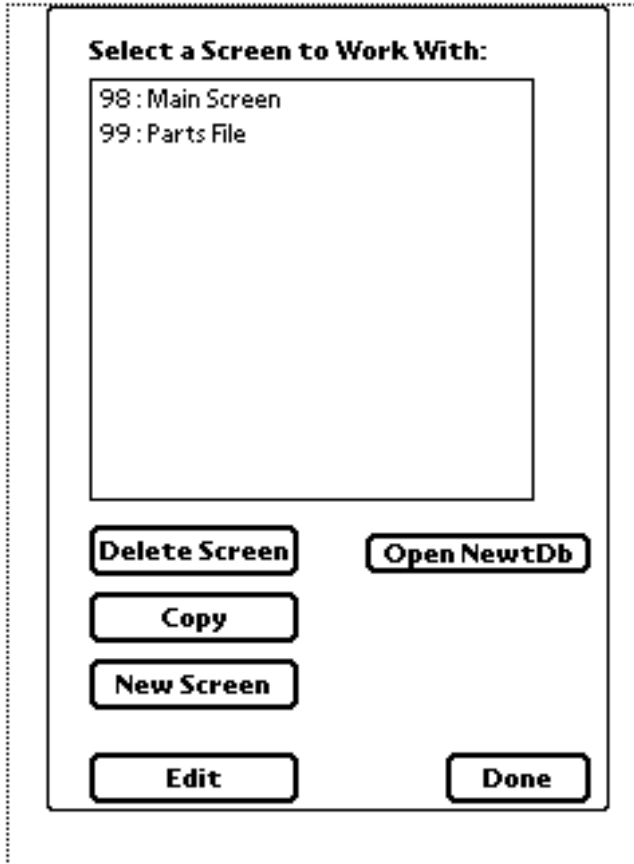 Select a Screen to Work With:
98 : Main Screen
99 : Parts File
Delete Screen
Open NewtDb
Copy
New Screen
Edit
Done